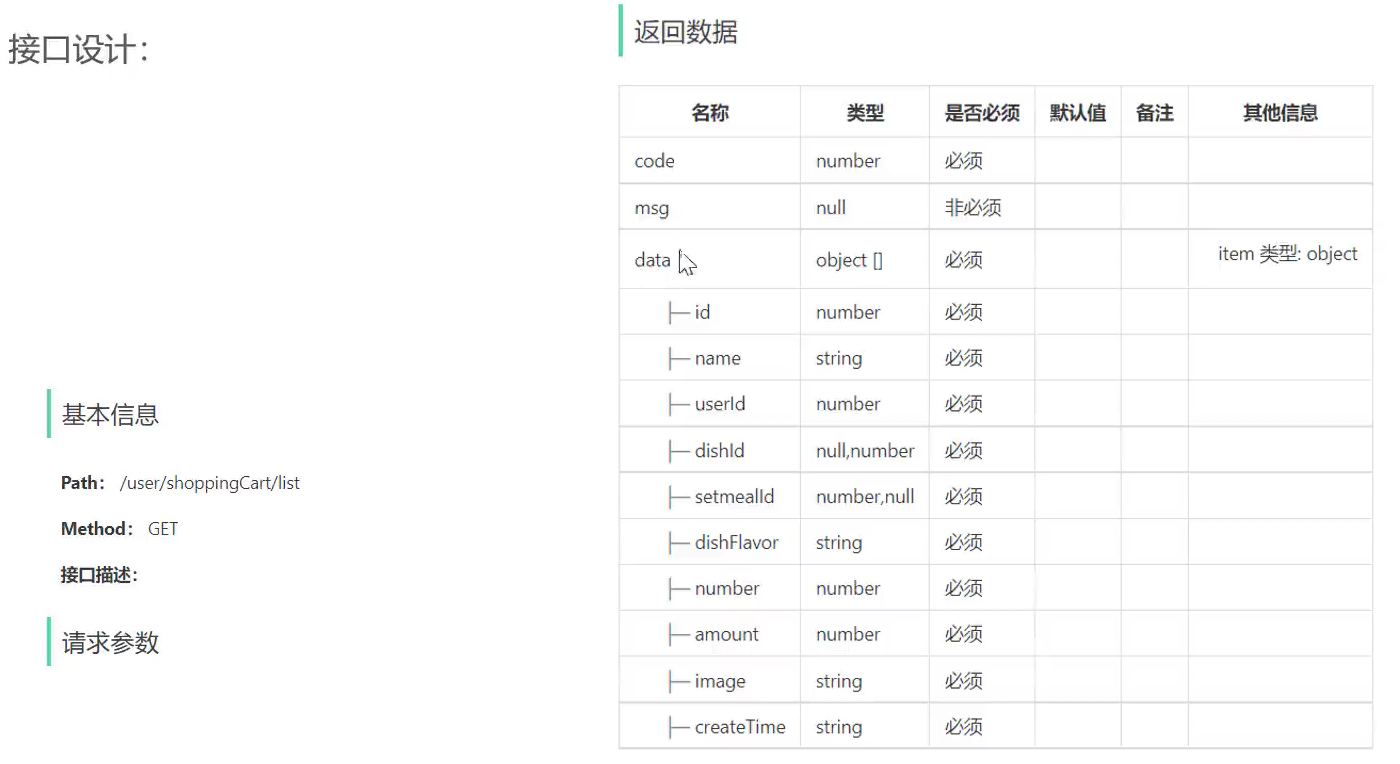 接口设计：
基本信息
Path： /user/shoppingCart/list
Method： GET
接口描述：
请求参数
返回数据
名称 类型 是否必须 默认值 备注 其他信息
code number 必须
msg null 非必须
data object [] 必须 item 类型: object
├─ id number 必须
├─ name string 必须
├─ userId number 必须
├─ dishId null,number 必须
├─ setmealId number,null 必须
├─ dishFlavor string 必须
├─ number number 必须
├─ amount number 必须
├─ image string 必须
├─ createTime string 必须